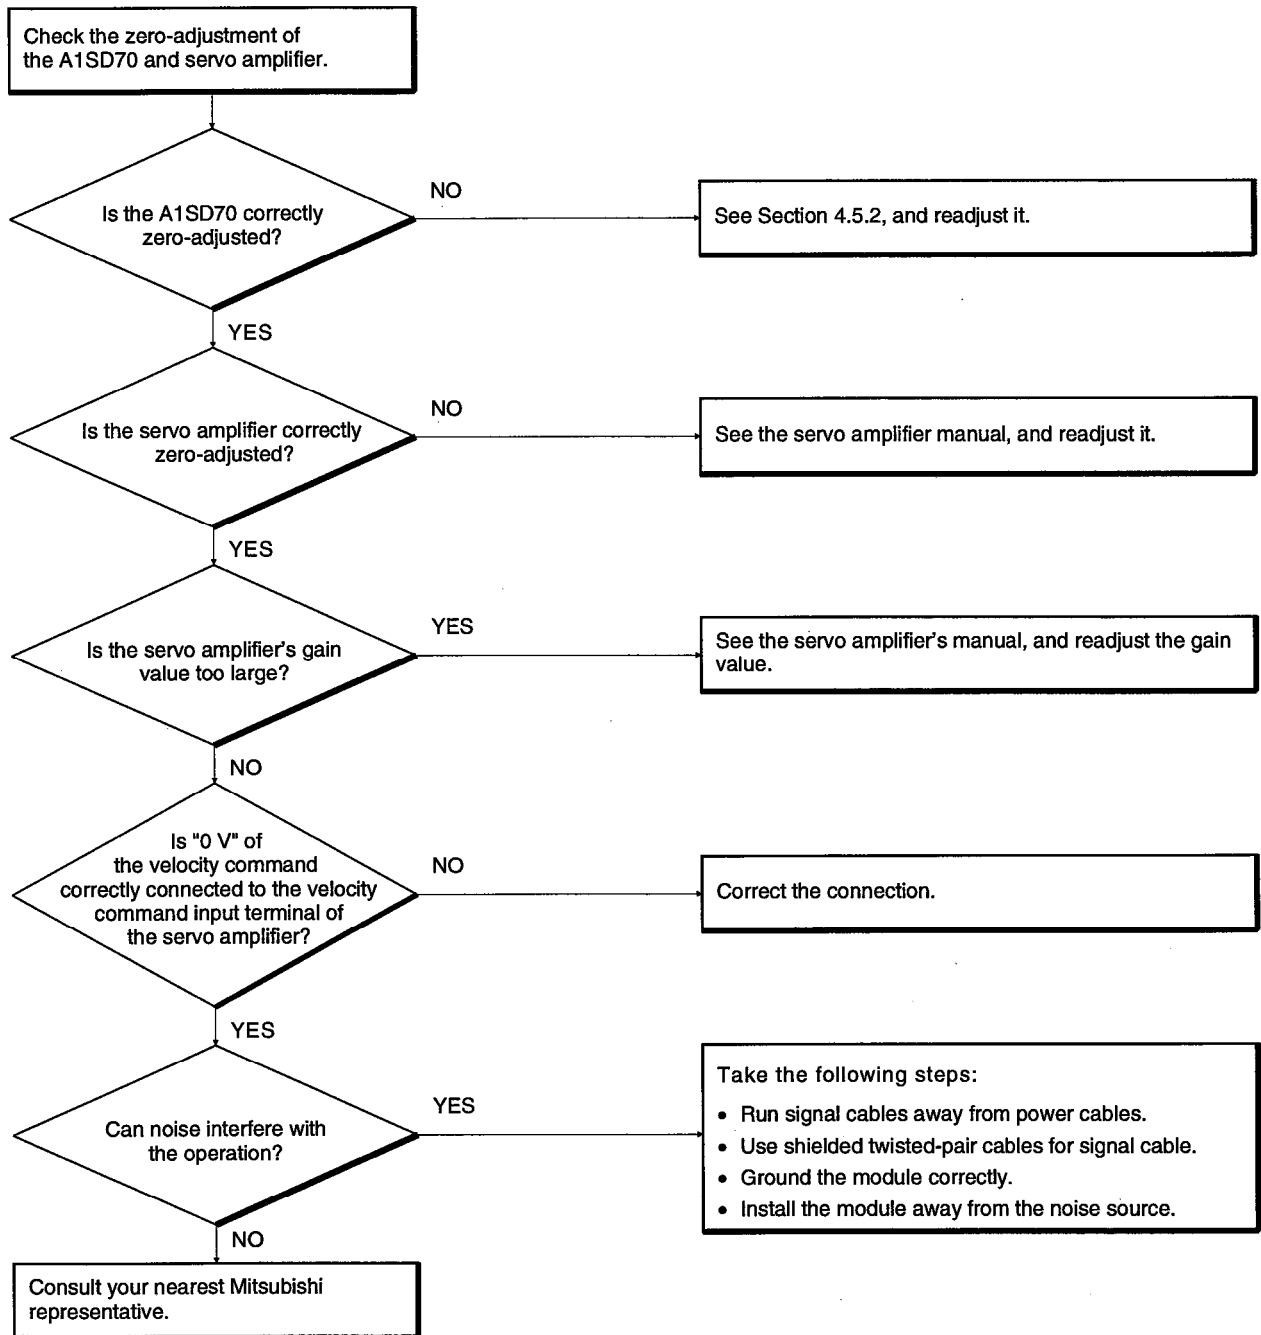 Check the zero-adjustment of
the A1SD70 and servo amplifier.
Is the A1SD70 correctly
zero-adjusted?
NO
See Section 4.5.2, and readjust it.
YES
Is the servo amplifier correctly
zero-adjusted?
NO
See the servo amplifier manual, and readjust it.
YES
Is the servo amplifier's gain
value too large?
YES
See the servo amplifier's manual, and readjust the gain
value.
NO
Is "0 V" of
the velocity command
correctly connected to the velocity
command input terminal of
the servo amplifier?
NO
Correct the connection.
YES
Can noise interfere with
the operation?
YES
Take the following steps:
• Run signal cables away from power cables.
• Use shielded twisted-pair cables for signal cable.
• Ground the module correctly.
• Install the module away from the noise source.
NO
Consult your nearest Mitsubishi
representative.